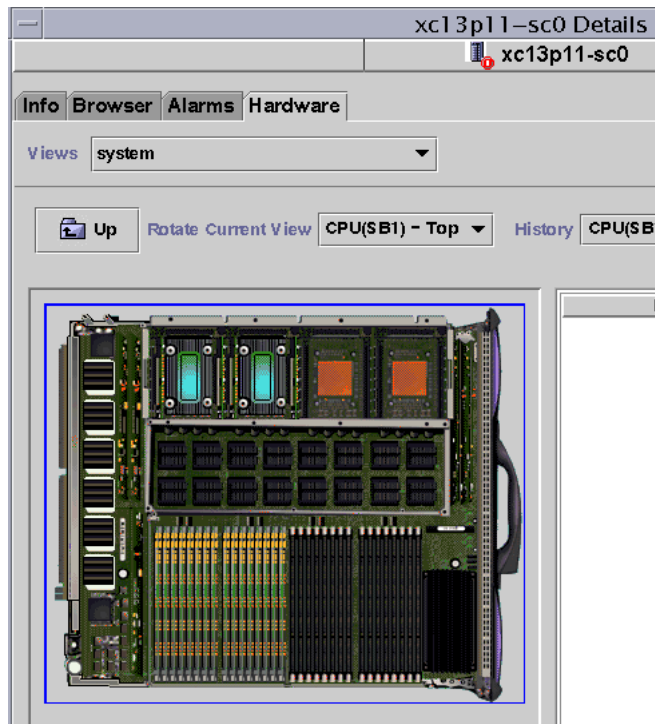 xc13p11-sc0 Details
xc13p11-sc0
Info Browser Alarms Hardware
Views system
Up Rotate Current View CPU(SB1) - Top History CPU(SB